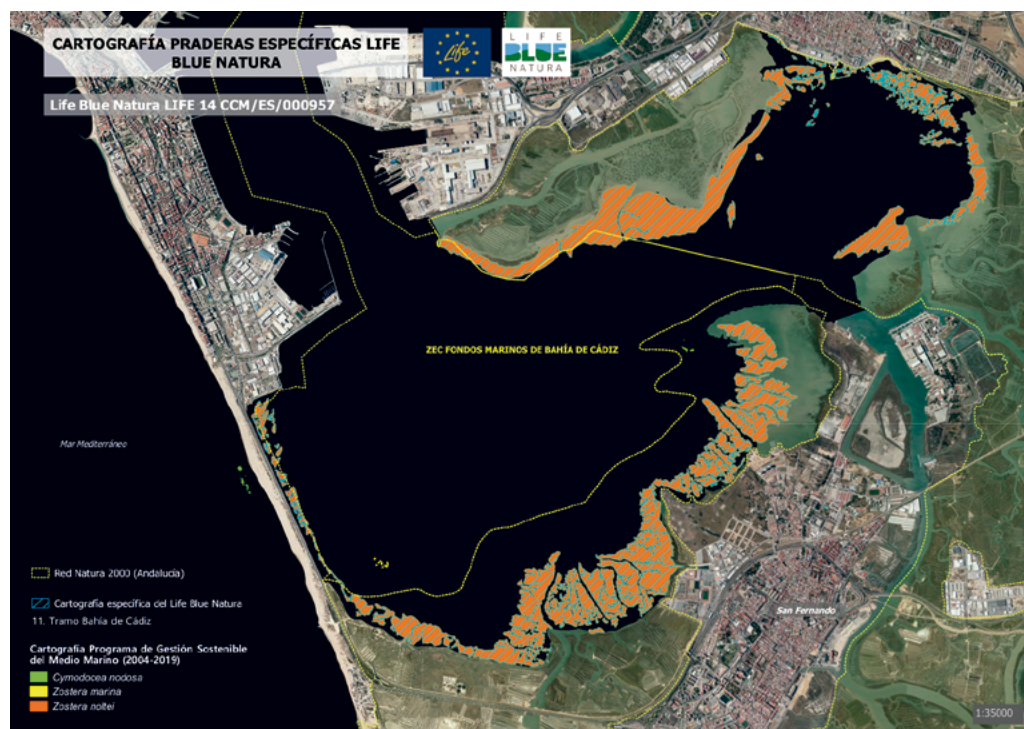 CARTOGRAFÍA PRADERAS ESPECÍFICAS LIFE
BLUE NATURA
Life
LIFE
BLUE
NATURA
Life Blue Natura LIFE 14 CCM/ES/000957
ZEC FONDOS MARINOS DE BAHÍA DE CÁDIZ
Mar Mediterráneo
San Fernando
Red Natura 2000 (Andalucía)
Cartografía específica del Life Blue Natura
11. Tramo Bahía de Cádiz
Cartografía Programa de Gestión Sostenible
del Medio Marino (2004-2019)
Cymodocea nodosa
Zostera marina
Zostera noltei
1:35000